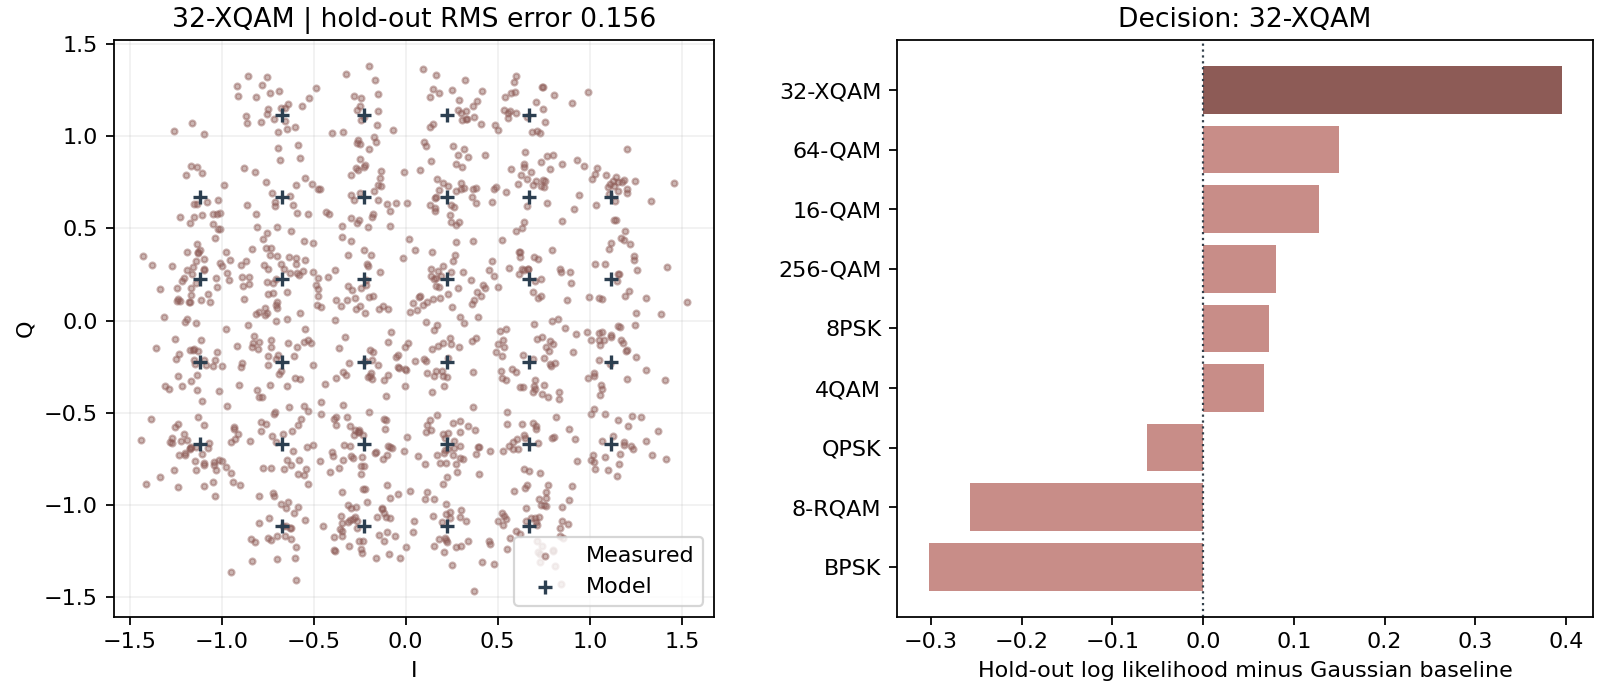 32-XQAM | hold-out RMS error 0.156
1.5
1.0
0.5
0.0
−0.5
−1.0
−1.5
Q
−1.5
−1.0
−0.5
0.0
0.5
1.0
1.5
I
Measured
Model
Decision: 32-XQAM
32-XQAM
64-QAM
16-QAM
256-QAM
8PSK
4QAM
QPSK
8-RQAM
BPSK
−0.3
−0.2
−0.1
0.0
0.1
0.2
0.3
0.4
Hold-out log likelihood minus Gaussian baseline